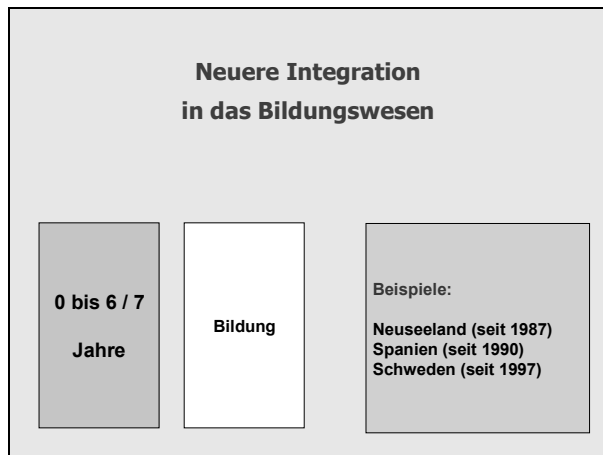 Neuere Integration
in das Bildungswesen
0 bis 6 / 7
Jahre
Bildung
Beispiele:
Neuseeland (seit 1987)
Spanien (seit 1990)
Schweden (seit 1997)